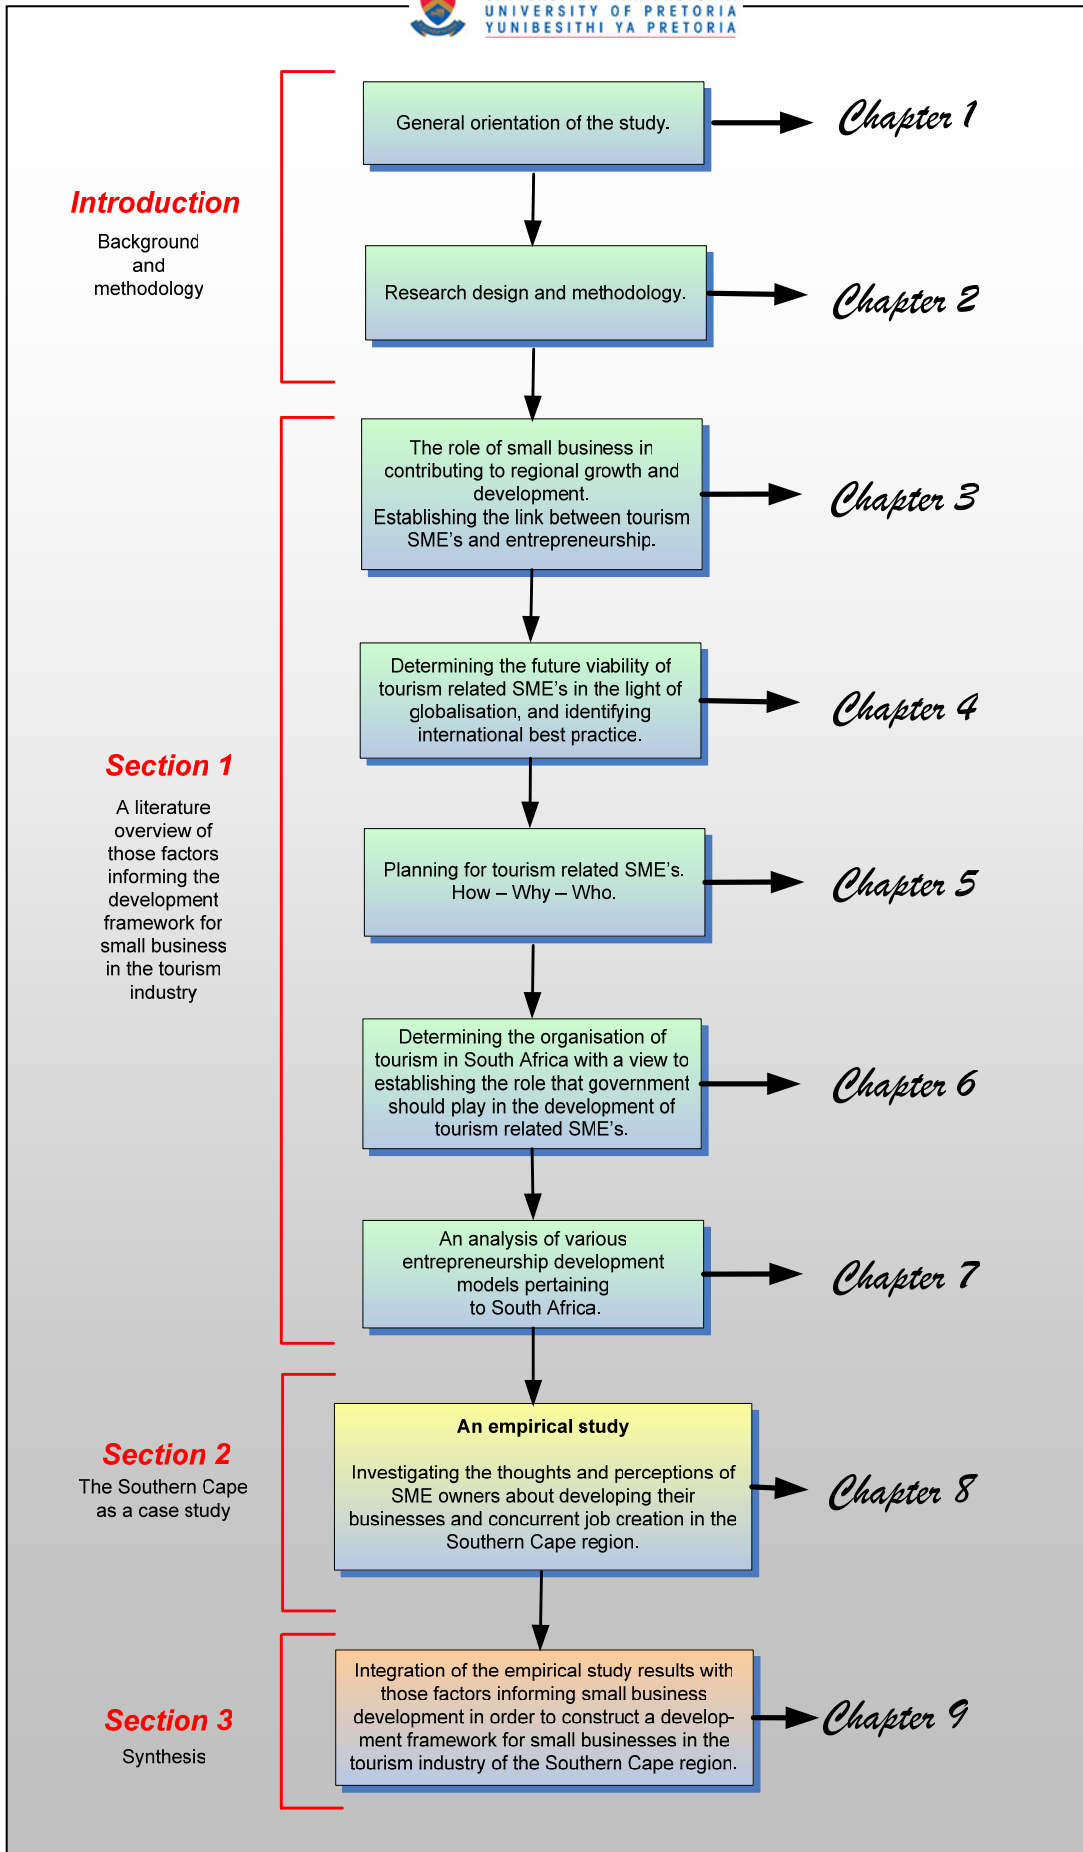 UNIVERSITY OF PRETORIA
YUNIBESITHI YA PRETORIA
General orientation of the study.
Chapter 1
Introduction
Background
and
methodology
Research design and methodology.
Chapter 2
The role of small business in
contributing to regional growth and
development.
Establishing the link between tourism
SME's and entrepreneurship.
Chapter 3
Determining the future viability of
tourism related SME's in the light of
globalisation, and identifying
international best practice.
Chapter 4
Section 1
A literature
overview of
those factors
informing the
development
framework for
small business
in the tourism
industry
Planning for tourism related SME's.
How – Why – Who.
Chapter 5
Determining the organisation of
tourism in South Africa with a view to
establishing the role that government
should play in the development of
tourism related SME's.
Chapter 6
An analysis of various
entrepreneurship development
models pertaining
to South Africa.
Chapter 7
Section 2
The Southern Cape
as a case study
An empirical study
Investigating the thoughts and perceptions of
SME owners about developing their
businesses and concurrent job creation in the
Southern Cape region.
Chapter 8
Section 3
Synthesis
Integration of the empirical study results with
those factors informing small business
development in order to construct a develop-
ment framework for small businesses in the
tourism industry of the Southern Cape region.
Chapter 9